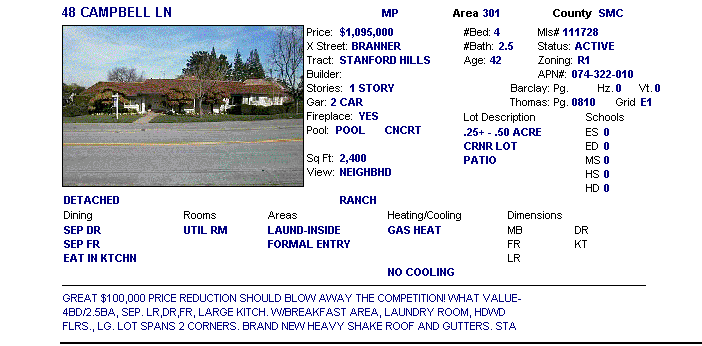 48 CAMPBELL LN MP Area 301 County SMC
Price: $1,095,000 #Bed: 4 Mls# 111728
X Street: BRANNER #Bath: 2.5 Status: ACTIVE
Tract: STANFORD HILLS Age: 42 Zoning: R1
Builder: APN#: 074-322-010
Stories: 1 STORY Barclay: Pg. Hz. 0 Vt. 0
Gar: 2 CAR Thomas: Pg. 0810 Grid E1
Fireplace: YES Lot Description Schools
Pool: POOL CNCRT .25+ - .50 ACRE ES 0
CRNR LOT ED 0
Sq Ft: 2,400 PATIO MS 0
View: NEIGHBHD HS 0
HD 0
DETACHED RANCH
Dining Rooms Areas Heating/Cooling Dimensions
SEP DR UTIL RM LAUND-INSIDE GAS HEAT MB DR
SEP FR FORMAL ENTRY FR KT
EAT IN KTCHN LR
NO COOLING
GREAT $100,000 PRICE REDUCTION SHOULD BLOW AWAY THE COMPETITION! WHAT VALUE-
4BD/2.5BA, SEP. LR,DR,FR, LARGE KITCH. W/BREAKFAST AREA, LAUNDRY ROOM, HDWD
FLRS., LG. LOT SPANS 2 CORNERS. BRAND NEW HEAVY SHAKE ROOF AND GUTTERS. STA